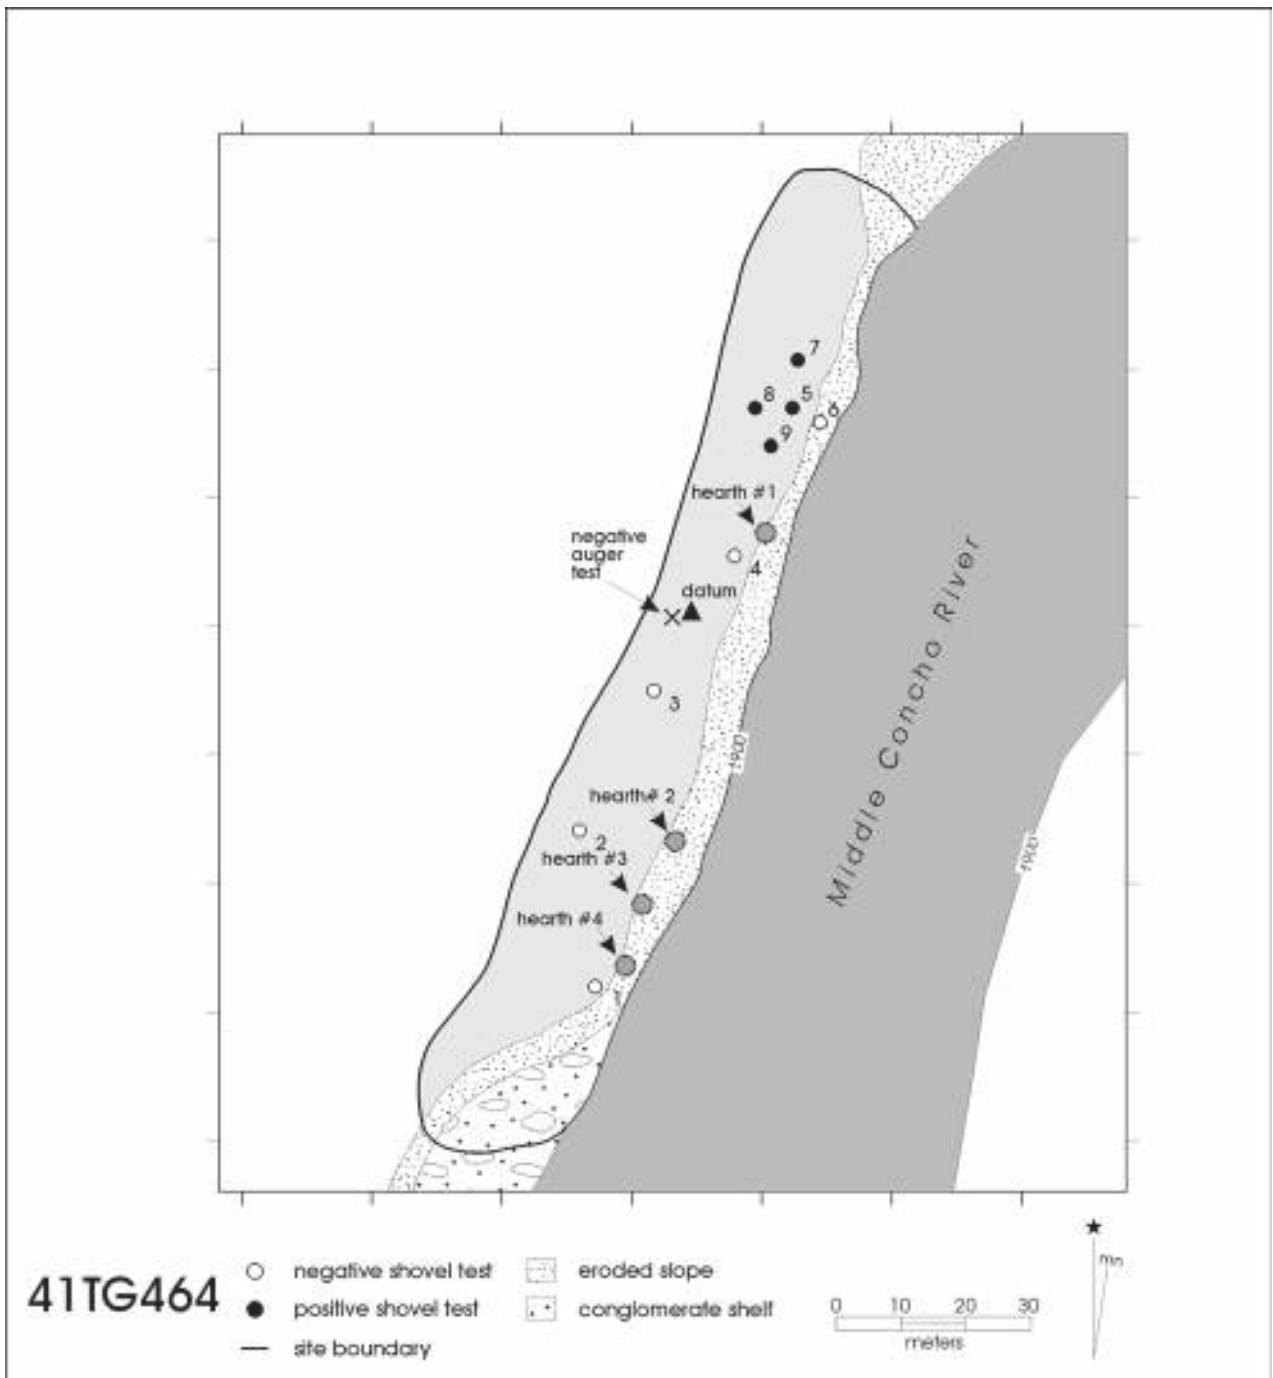 7
8
5
6
9
hearth #1
negative
auger
test
4
datum
3
1900
Middle Concho River
hearth# 2
2
hearth #3
1900
hearth #4
1
mn
41TG464
negative shovel test
eroded slope
positive shovel test
conglomerate shelf
site boundary
0 10 20 30
meters